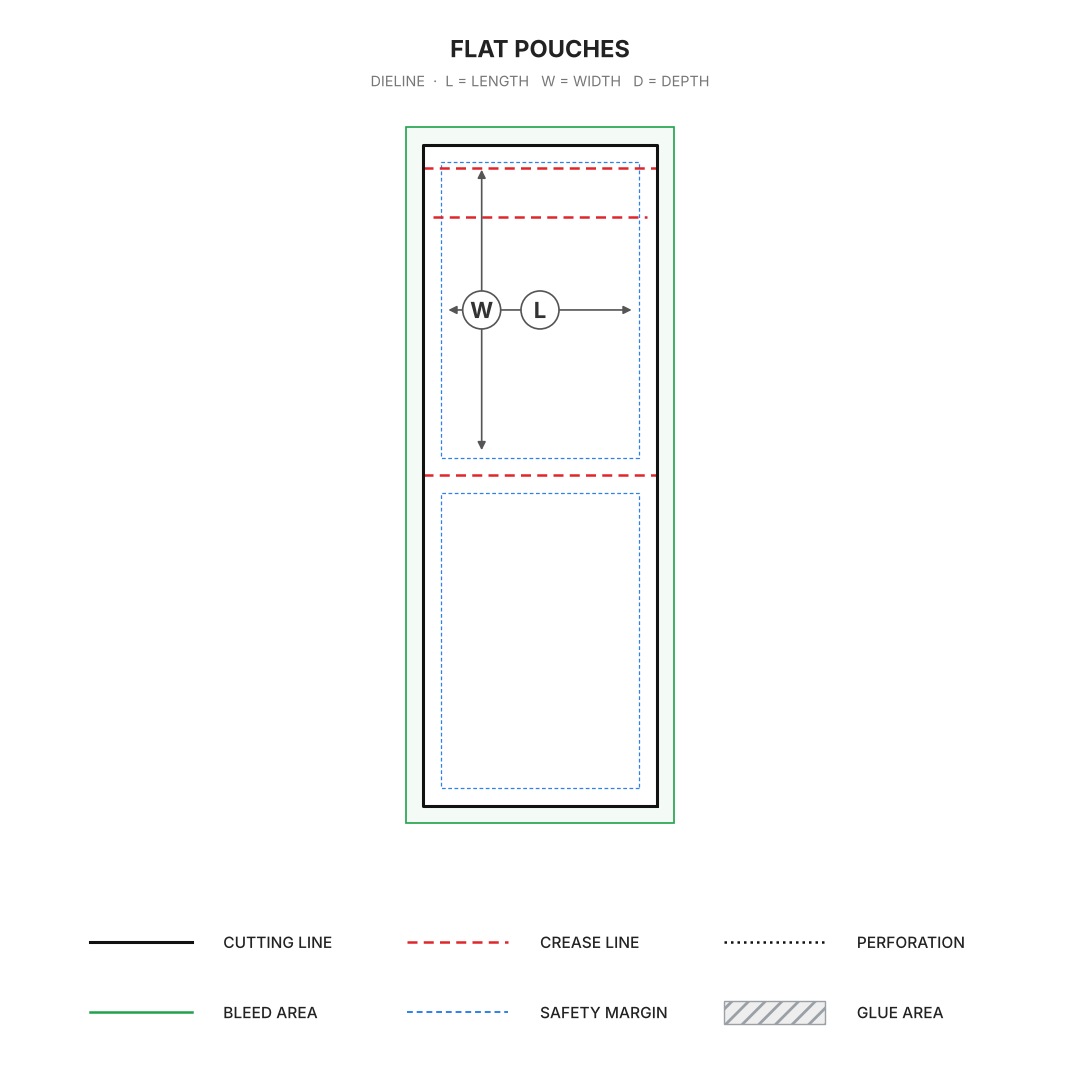 FLAT POUCHES
DIELINE · L = LENGTH W = WIDTH D = DEPTH
W L
CUTTING LINE
CREASE LINE
PERFORATION
BLEED AREA
SAFETY MARGIN
GLUE AREA